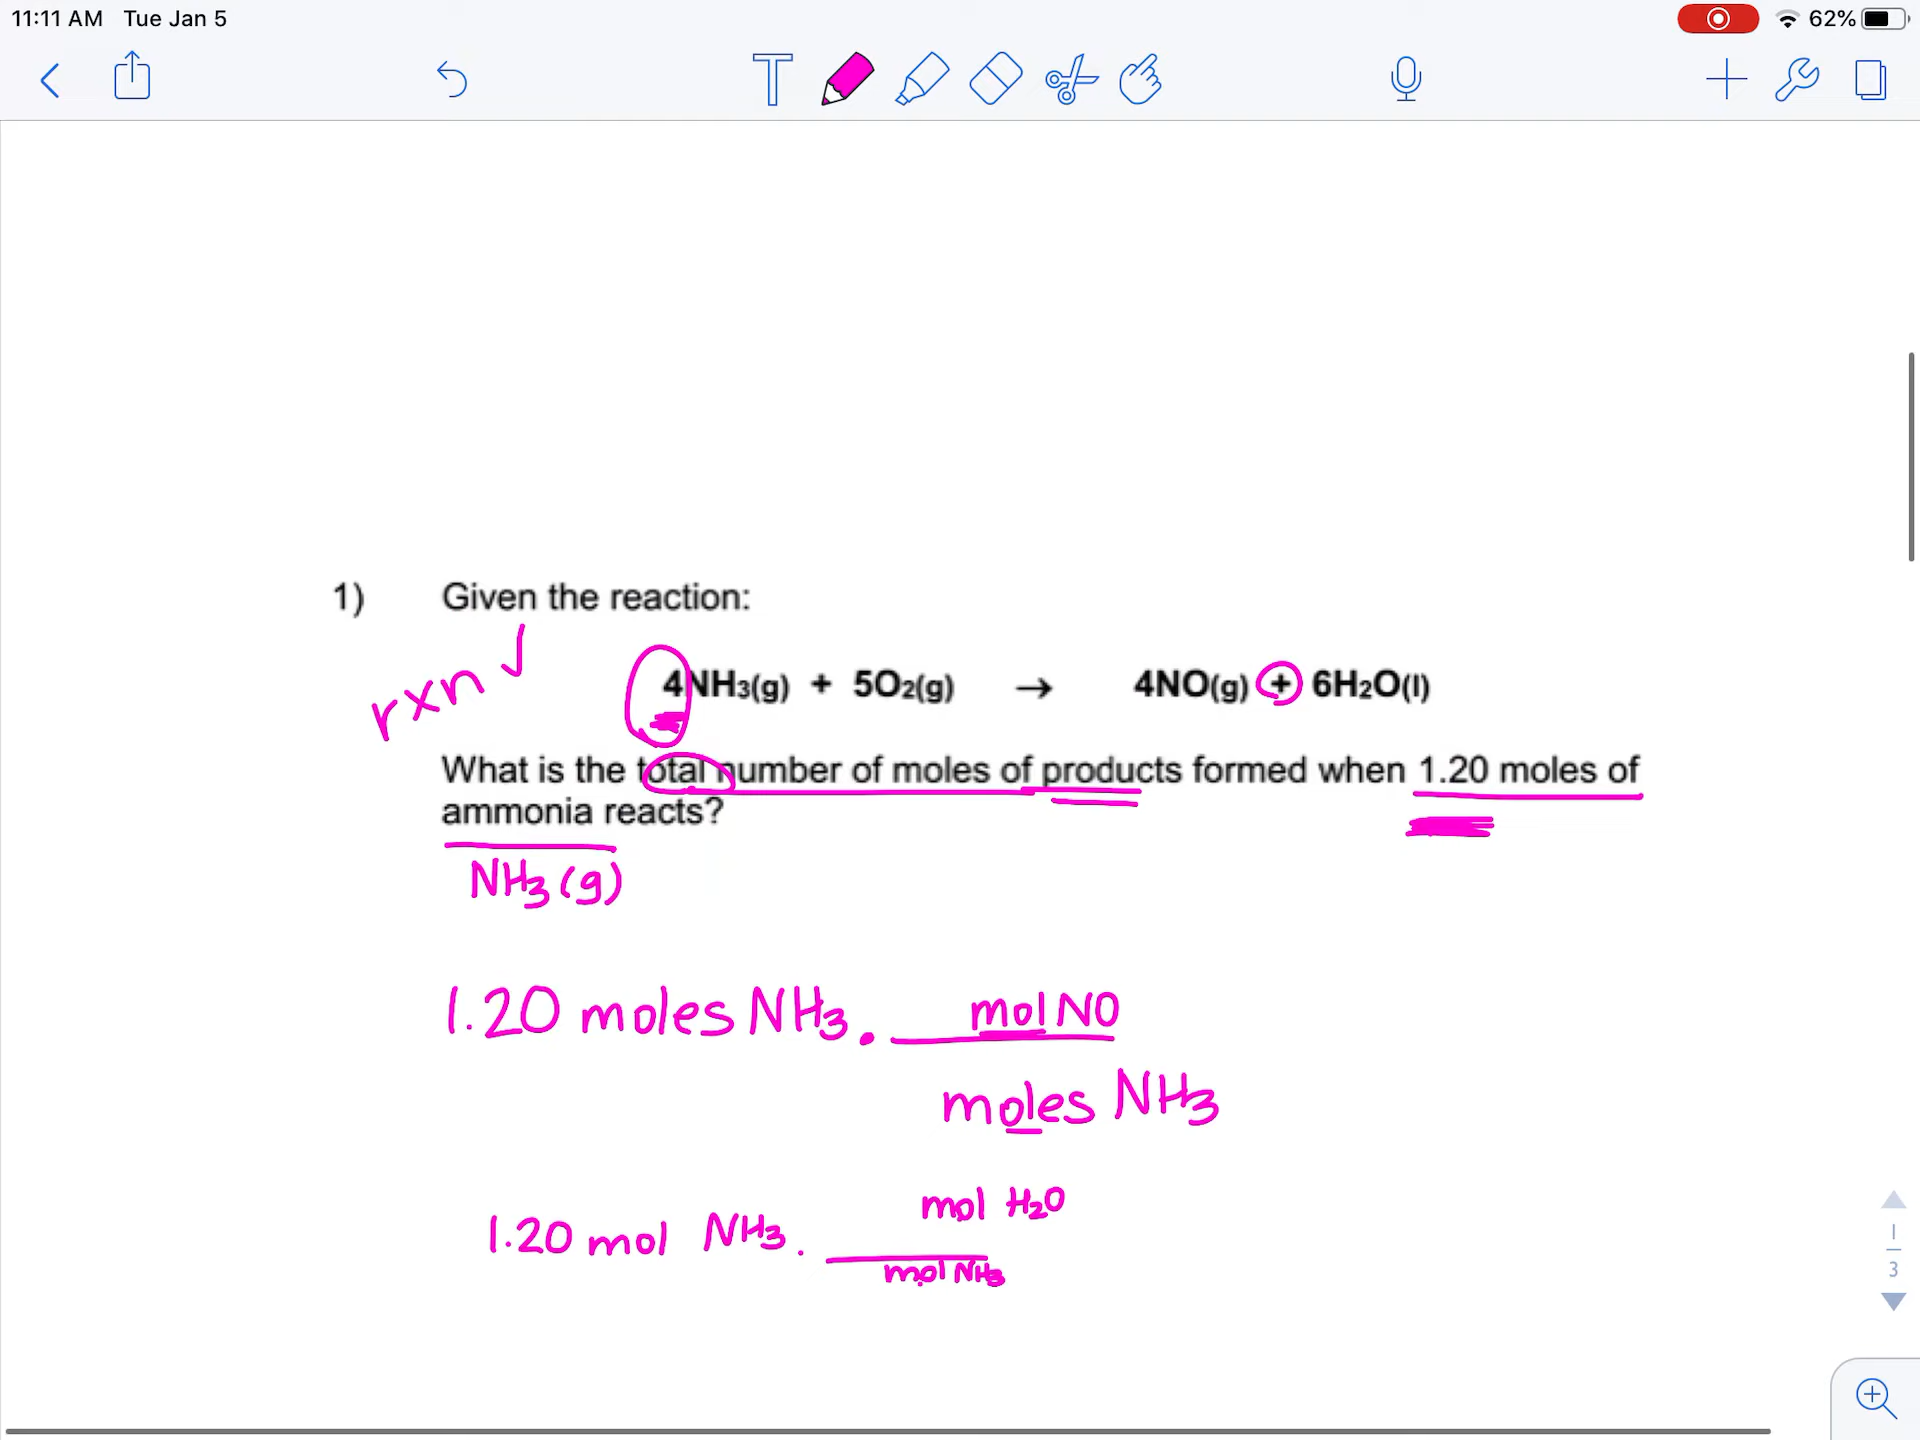 11:11 AM Tue Jan 5 62%
T
1) Given the reaction:
rxn
4NH3(g) + 5O2(g) → 4NO(g) + 6H2O(l)
What is the total number of moles of products formed when 1.20 moles of
ammonia reacts?
NH3(g)
1.20 moles NH3 . mol NO
moles NH3
mol H2O
1.20 mol NH3 .
mol NH3
1
3